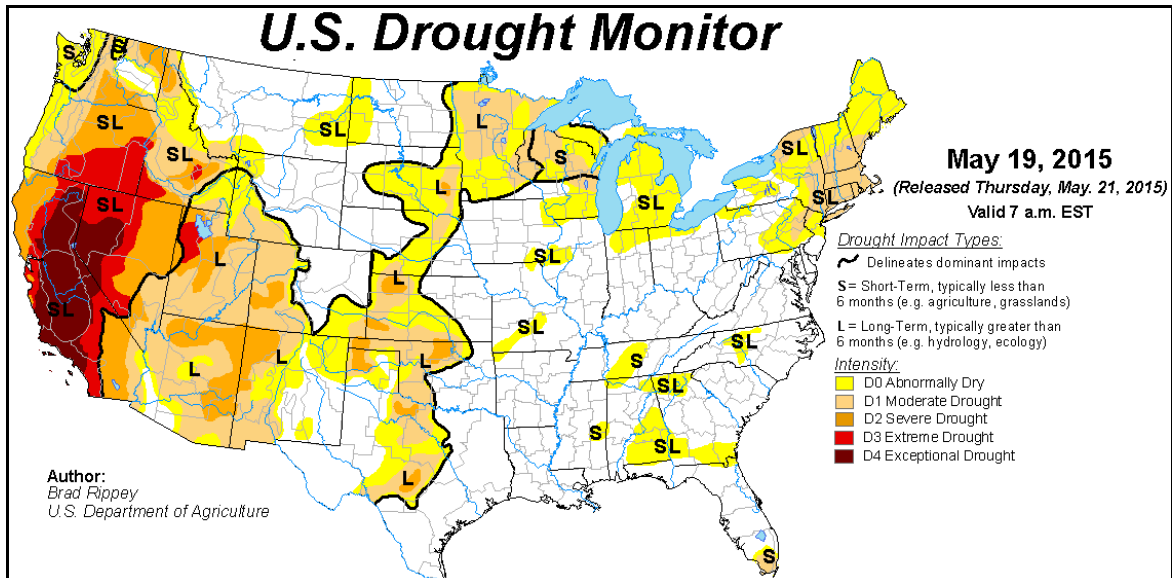 U.S. Drought Monitor
May 19, 2015
(Released Thursday, May. 21, 2015)
Valid 7 a.m. EST
Drought Impact Types:
Delineates dominant impacts
S = Short-Term, typically less than
6 months (e.g. agriculture, grasslands)
L = Long-Term, typically greater than
6 months (e.g. hydrology, ecology)
Intensity:
D0 Abnormally Dry
D1 Moderate Drought
D2 Severe Drought
D3 Extreme Drought
D4 Exceptional Drought
S
S
SL
SL
SL
L
S
SL
SL
SL
L
SL
SL
L
SL
L
SL
SL
L
L
L
S
SL
SL
S
SL
L
S
Author:
Brad Rippey
U.S. Department of Agriculture